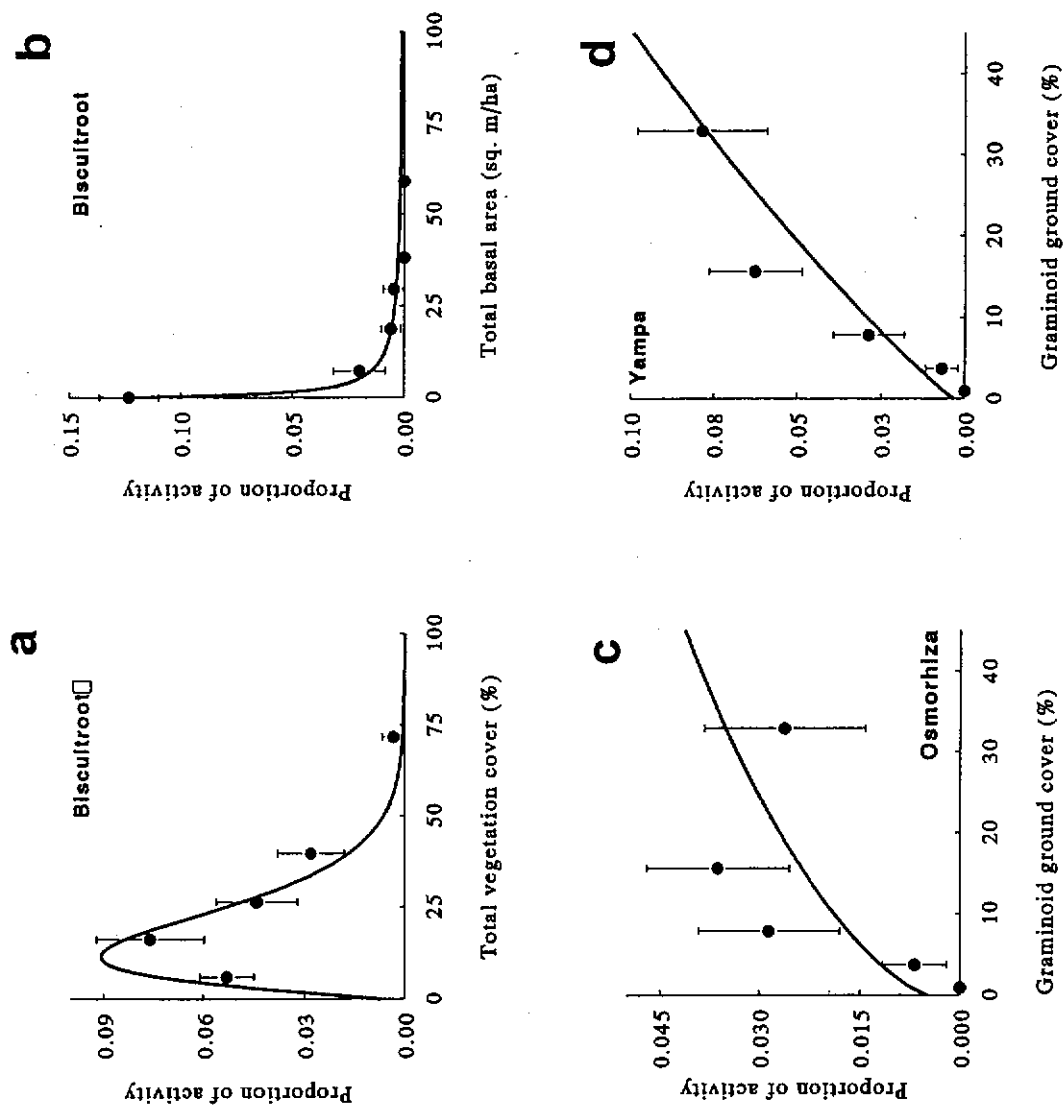 a
Biscuitroot□
Proportion of activity
0.09
0.06
0.03
0.00
0 25 50 75 100
Total vegetation cover (%)
b
Biscuitroot
Proportion of activity
0.15
0.10
0.05
0.00
0 25 50 75 100
Total basal area (sq. m/ha)
c
Proportion of activity
0.045
0.030
0.015
0.000
Osmorhiza
0 10 20 30 40
Graminoid ground cover (%)
d
Yampa
Proportion of activity
0.10
0.08
0.05
0.03
0.00
0 10 20 30 40
Graminoid ground cover (%)